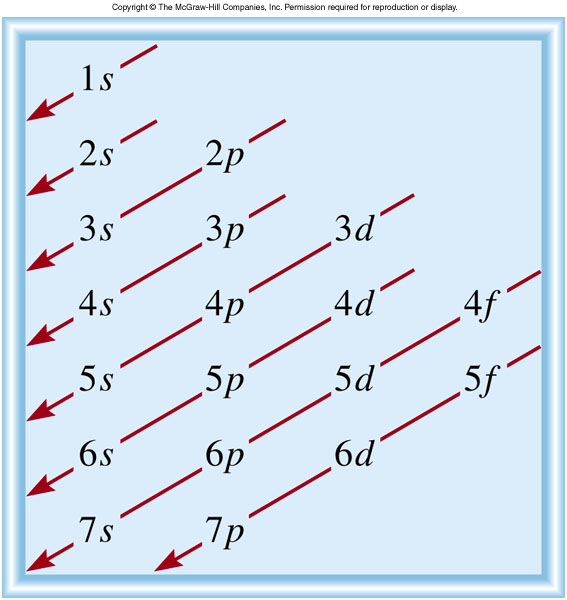 Copyright © The McGraw-Hill Companies, Inc. Permission required for reproduction or display.
1s
2s 2p
3s 3p 3d
4s 4p 4d 4f
5s 5p 5d 5f
6s 6p 6d
7s 7p